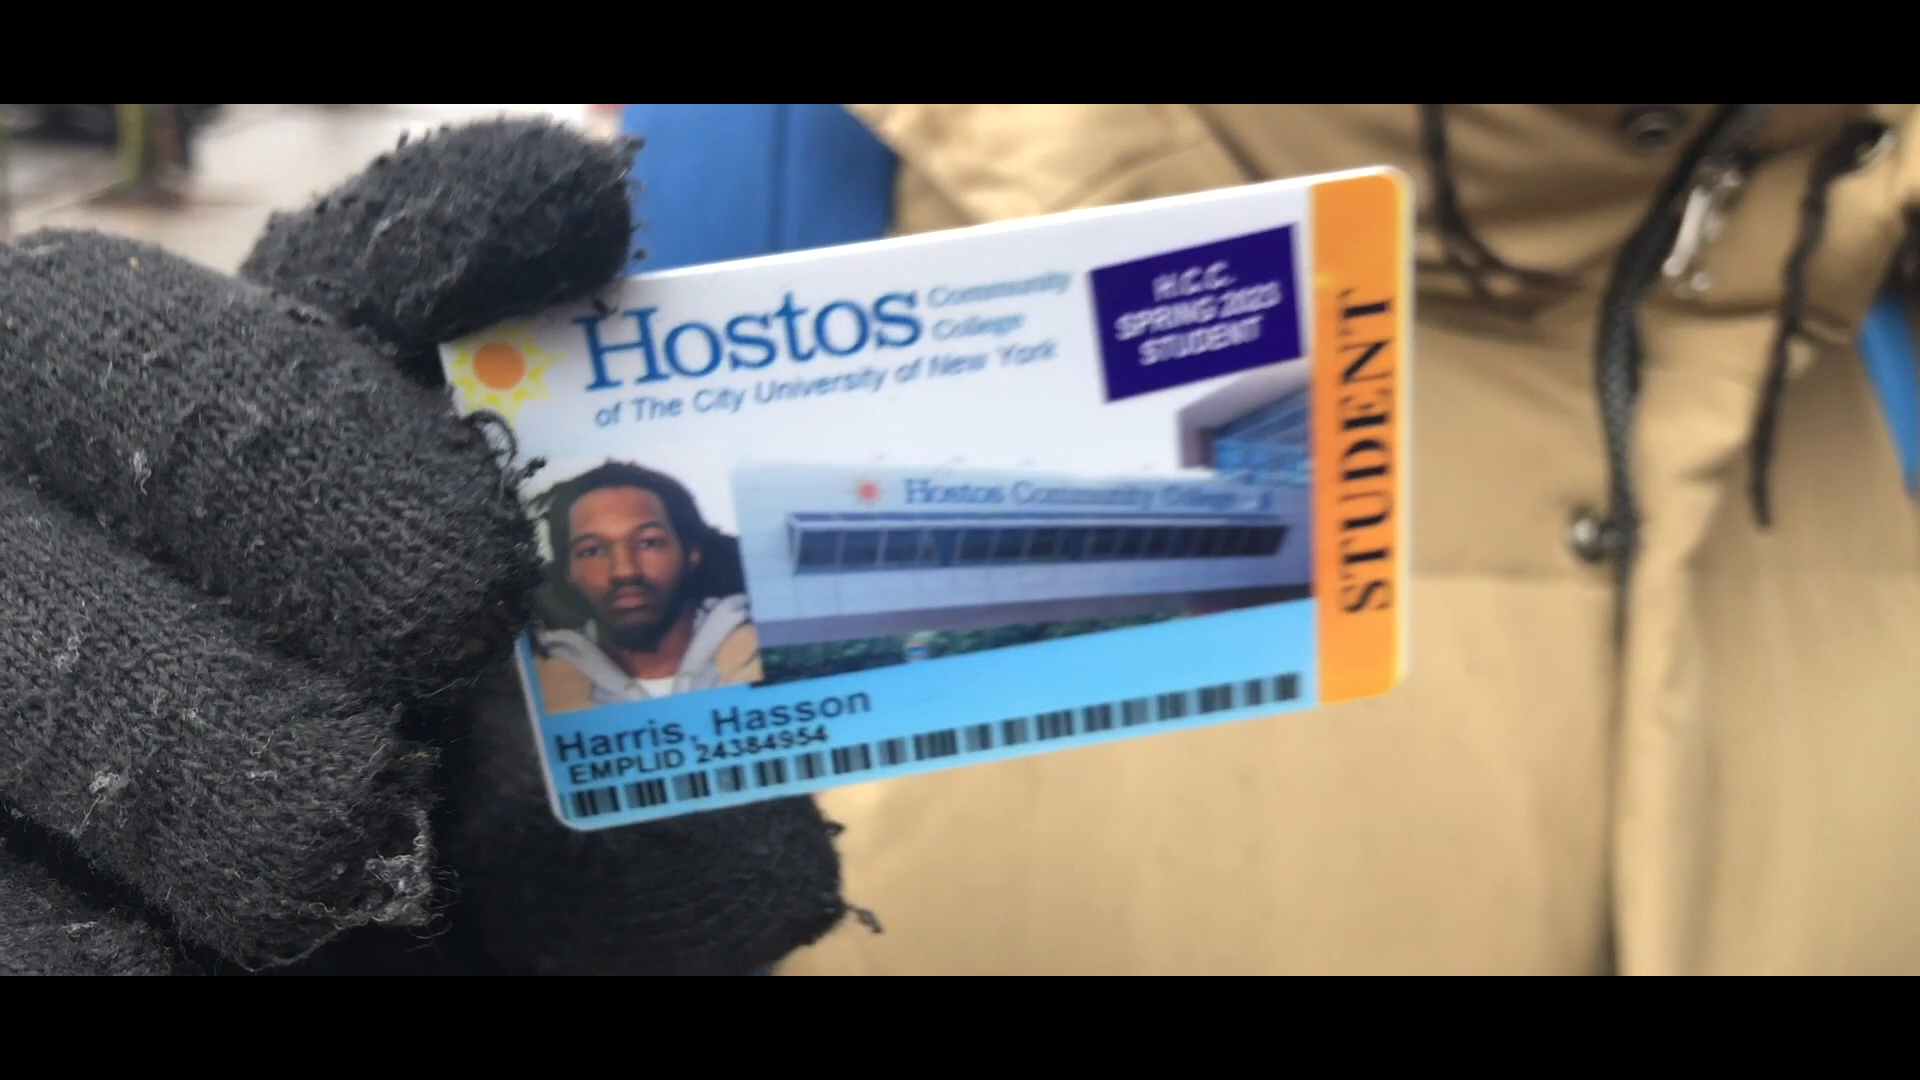 Hostos Community College
of The City University of New York
H.C.C.
SPRING 2023
STUDENT
STUDENT
Hostos Community College
Harris, Hasson
EMPLID 24384954